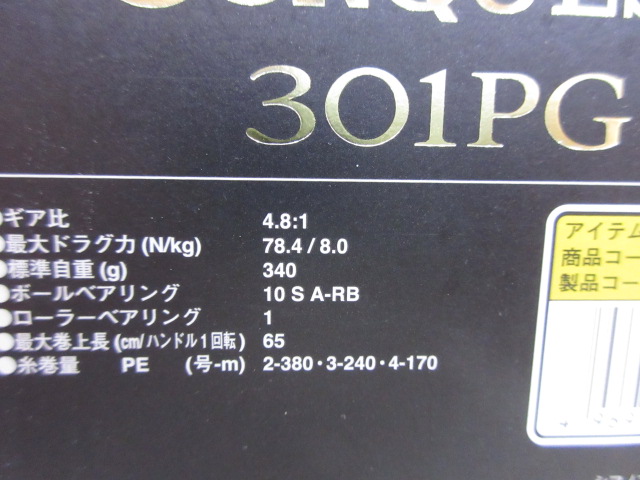 301PG
●ギア比 4.8:1
●最大ドラグ力(N/kg) 78.4/8.0
●標準自重(g) 340
●ボールベアリング 10 S A-RB
●ローラーベアリング 1
●最大巻上長(cm/ハンドル1回転) 65
●糸巻量 PE (号-m) 2-380・3-240・4-170
アイテム
商品コー
製品コー